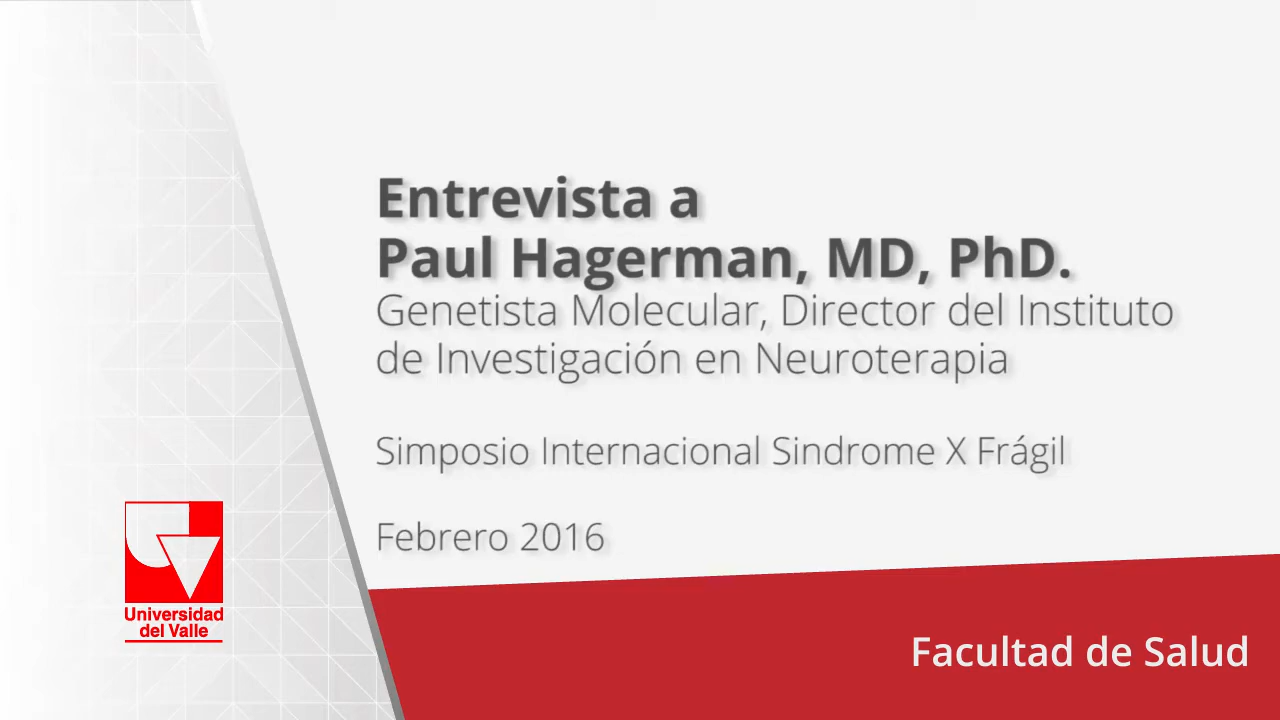 Entrevista a
Paul Hagerman, MD, PhD.
Genetista Molecular, Director del Instituto
de Investigación en Neuroterapia
Simposio Internacional Sindrome X Frágil
Febrero 2016
Universidad
del Valle
Facultad de Salud